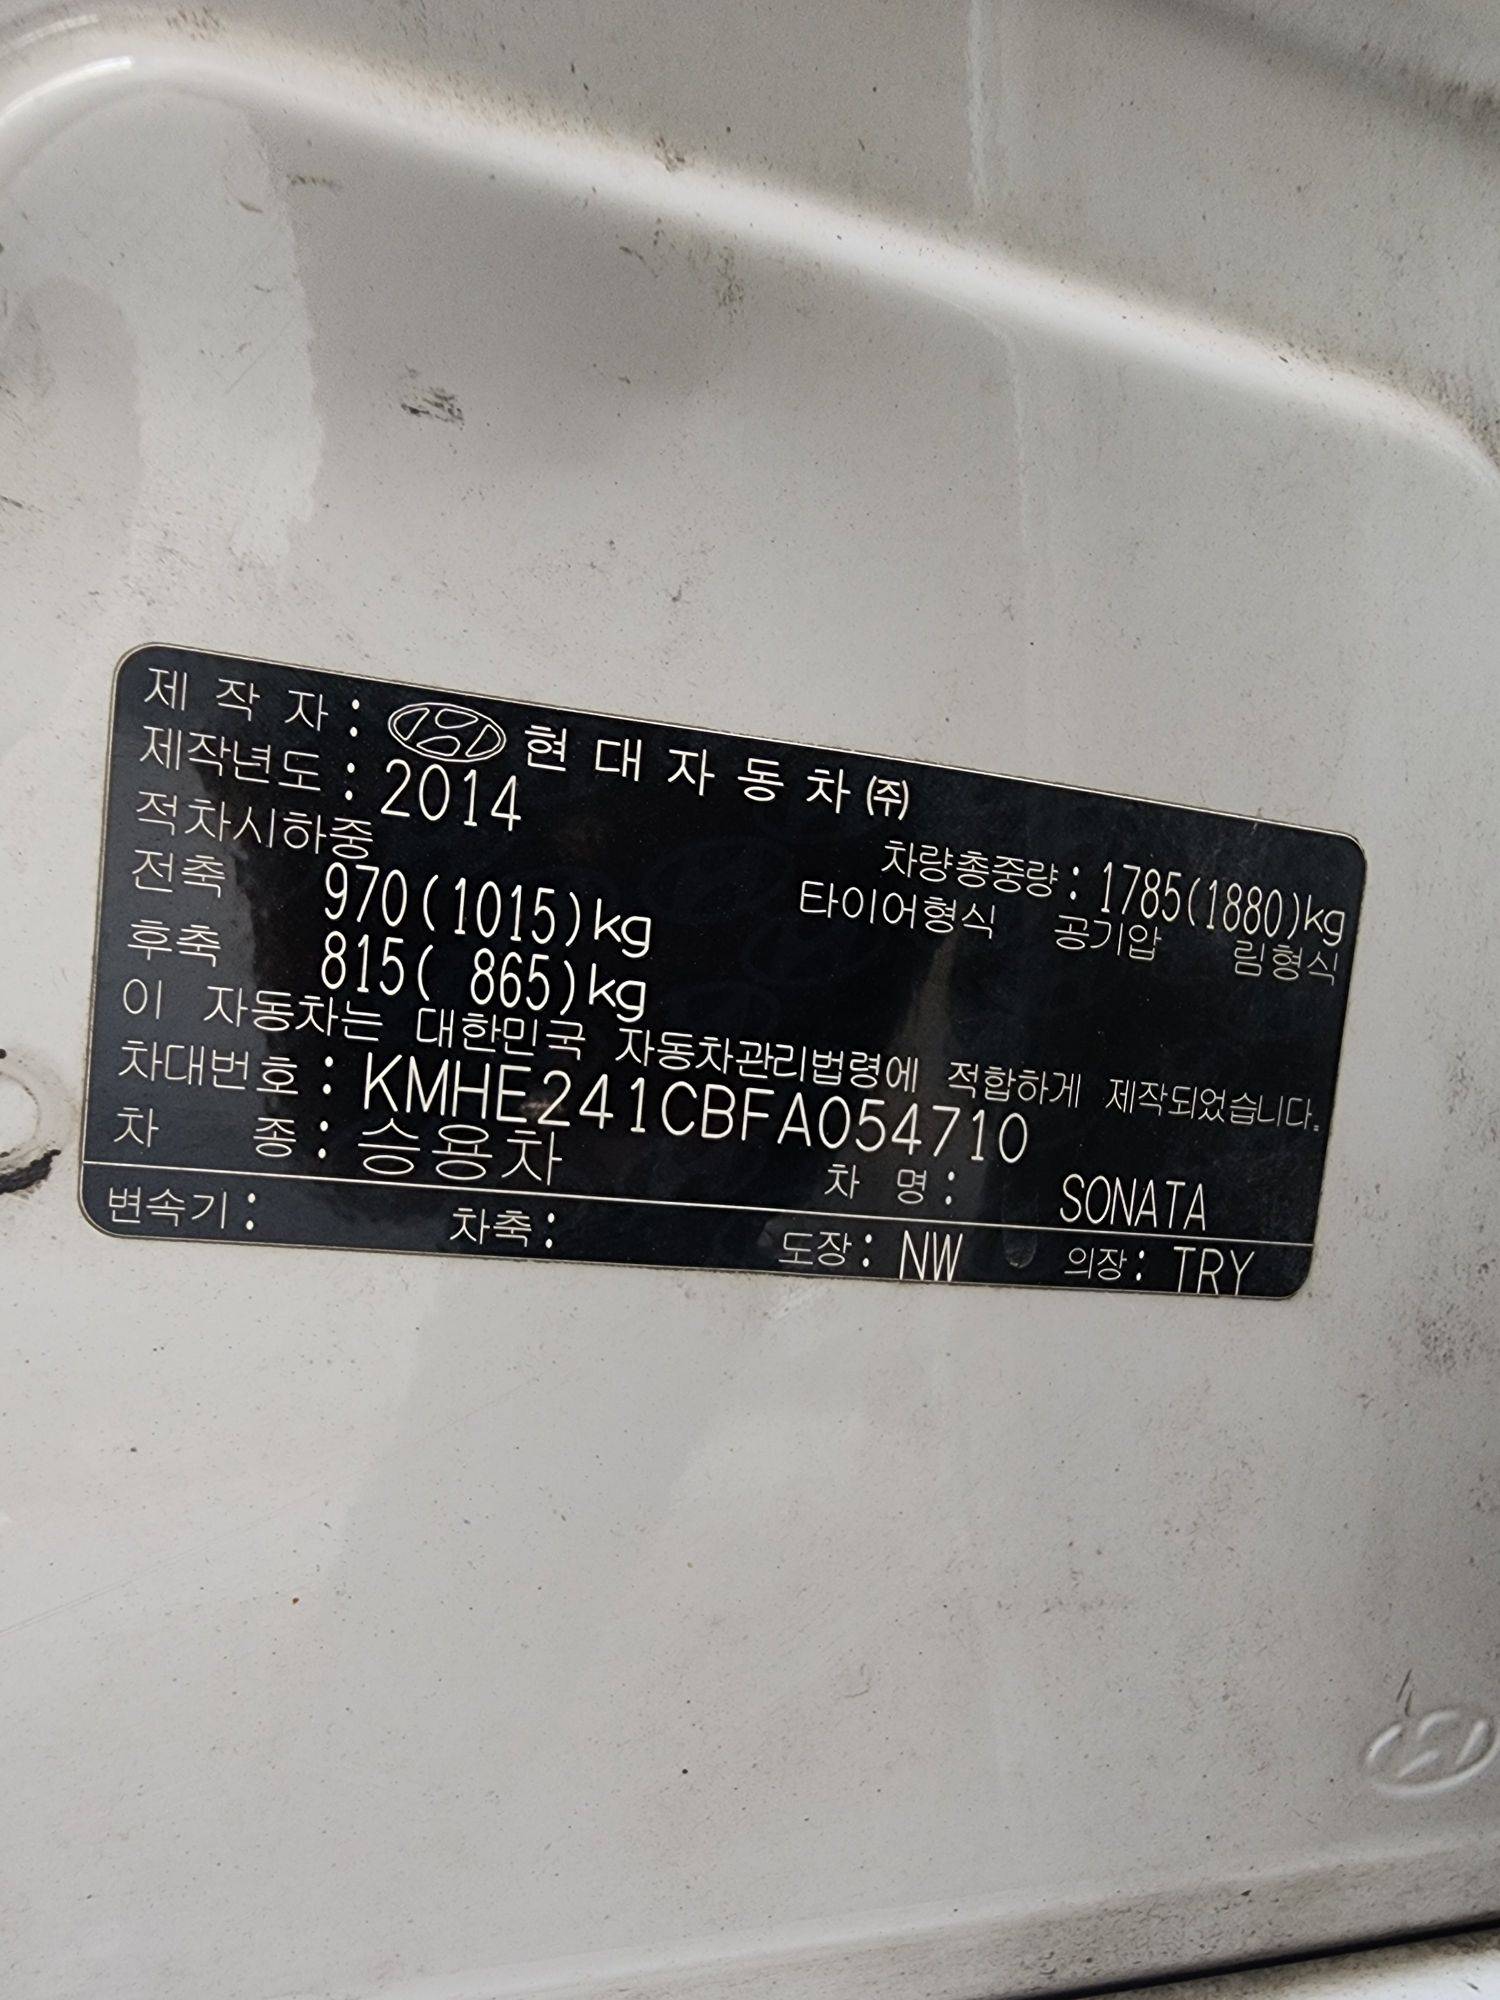 제 작 자 : 현 대 자 동 차 ㈜
제작년도 : 2014
적차시하중 차량총중량 : 1785(1880)kg
전축 970(1015)kg 타이어형식 공기압 림형식
후축 815( 865)kg
이 자동차는 대한민국 자동차관리법령에 적합하게 제작되었습니다.
차대번호 : KMHE241CBFA054710
차 종 : 승용차 차 명 : SONATA
변속기 : 차축 : 도장 : NW 의장 : TRY